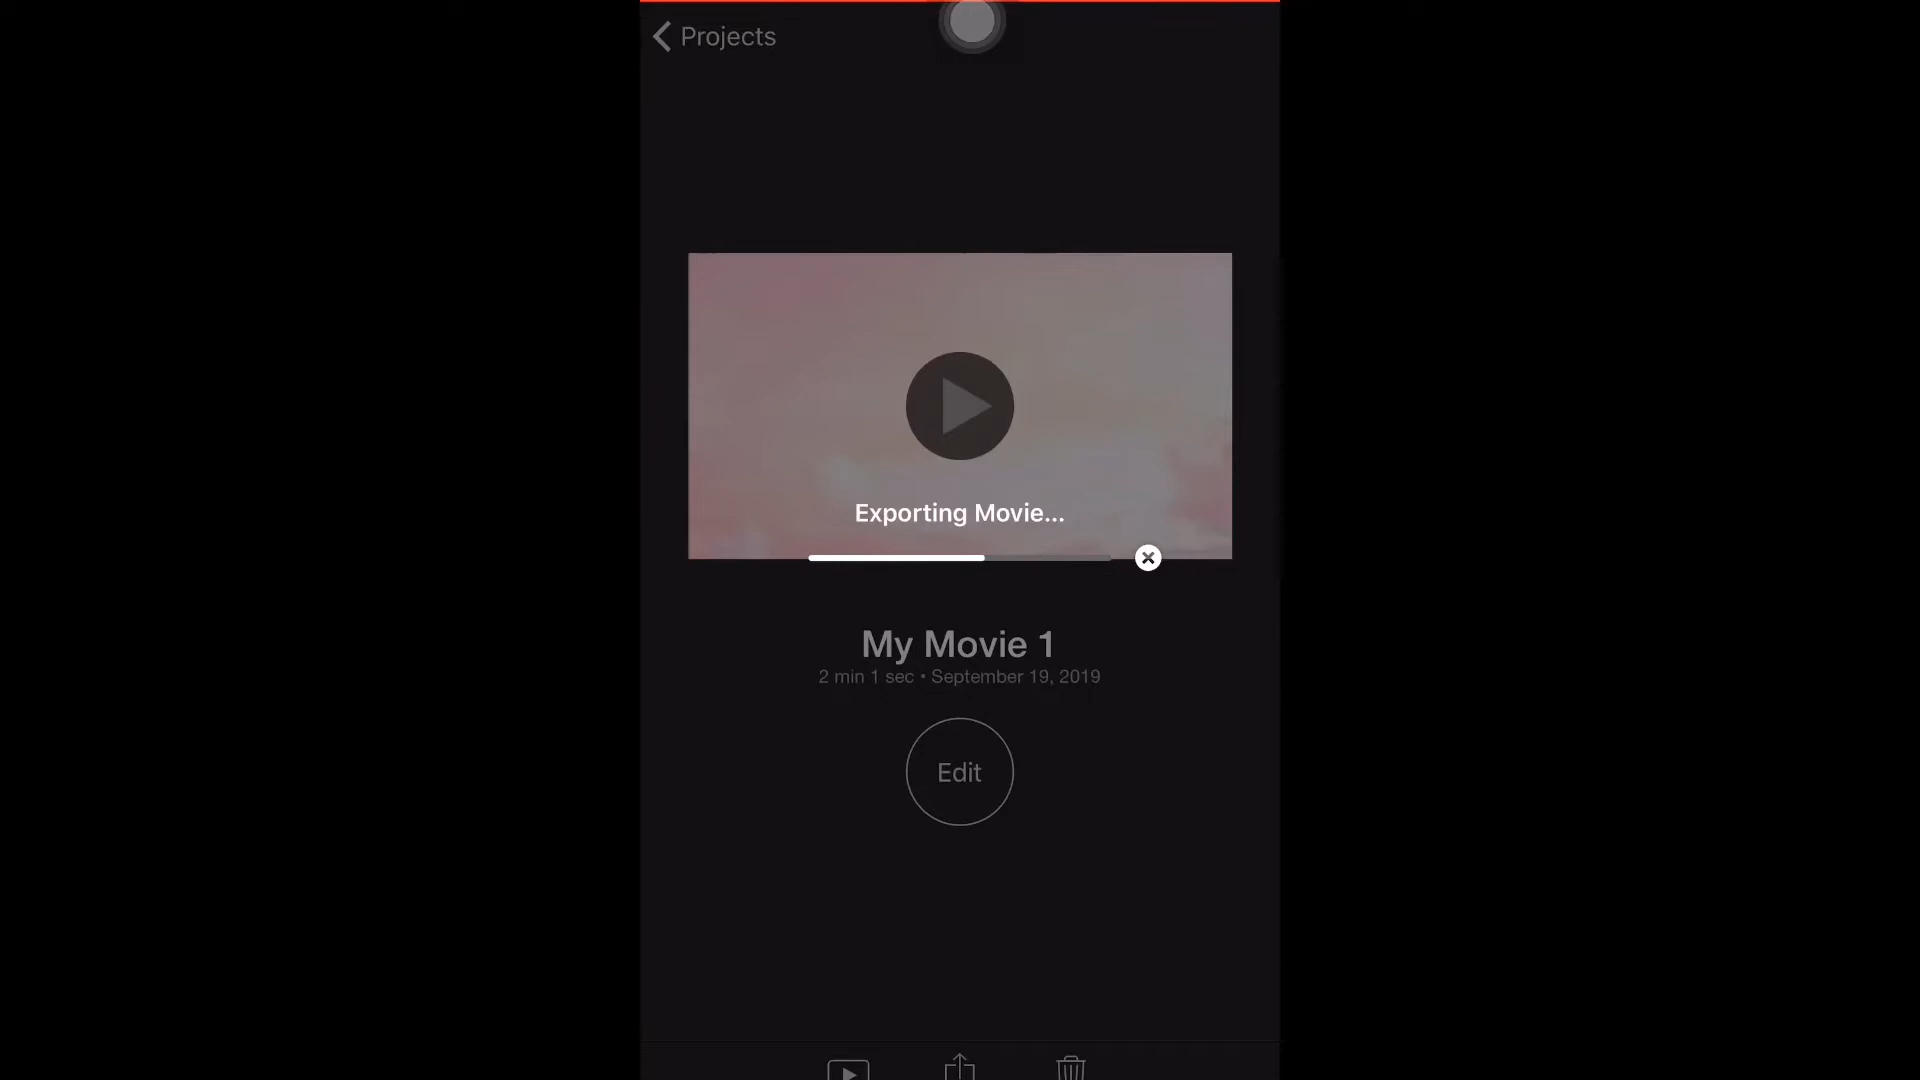 Projects
Exporting Movie...
My Movie 1
2 min 1 sec • September 19, 2019
Edit